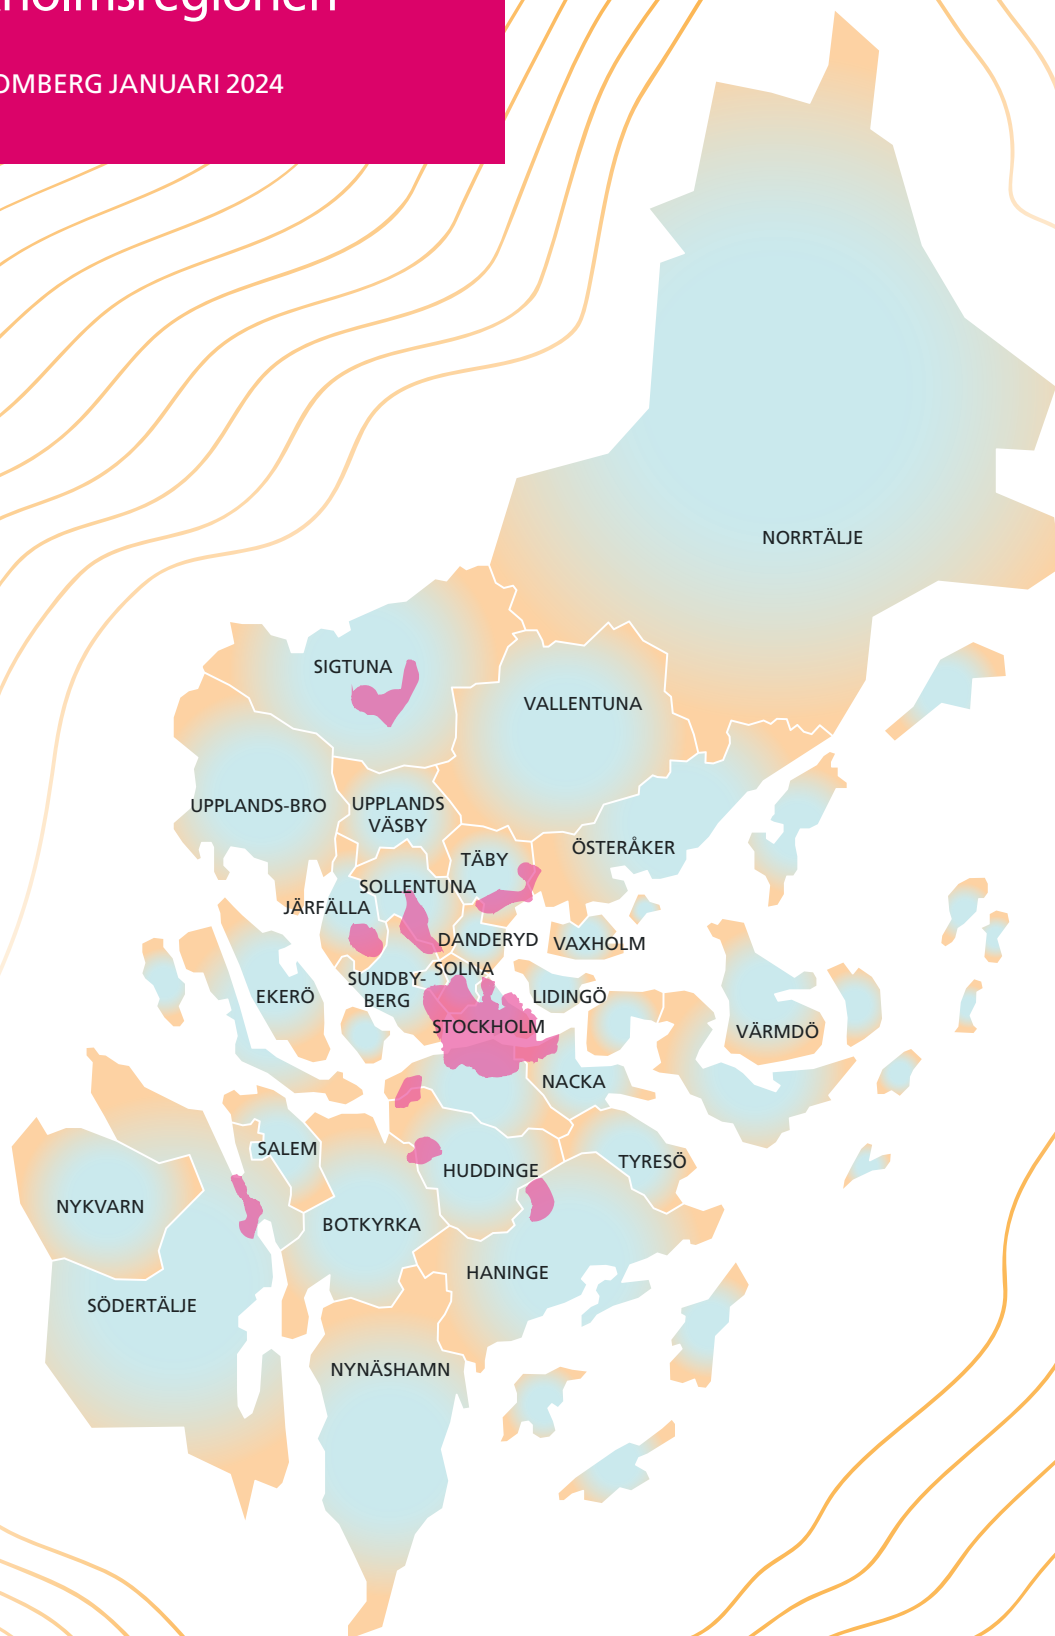 holmsregionen
OMBERG JANUARI 2024
NORRTÄLJE
SIGTUNA
VALLENTUNA
UPPLANDS-BRO
UPPLANDS
VÄSBY
ÖSTERÅKER
TÄBY
SOLLENTUNA
JÄRFÄLLA
DANDERYD
VAXHOLM
SOLNA
SUNDBY-
BERG
EKERÖ
LIDINGÖ
STOCKHOLM
VÄRMDÖ
NACKA
SALEM
HUDDINGE
TYRESÖ
NYKVARN
BOTKYRKA
HANINGE
SÖDERTÄLJE
NYNÄSHAMN